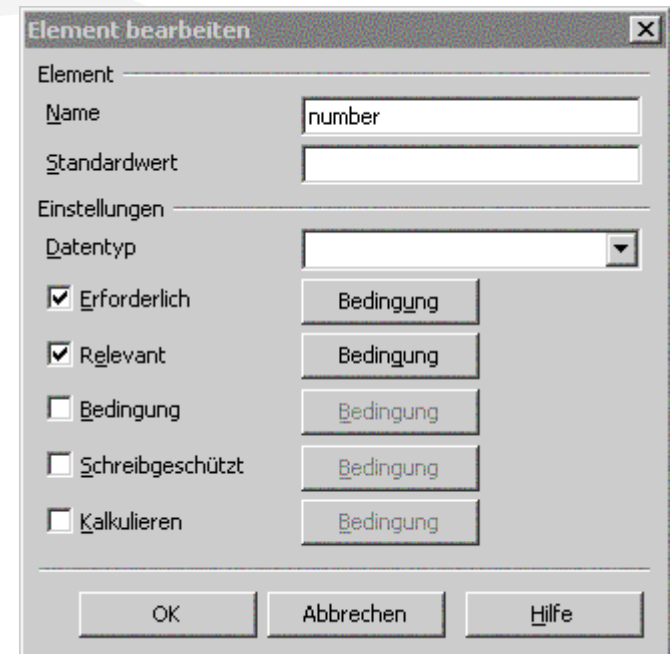 Element bearbeiten
Element
Name number
Standardwert
Einstellungen
Datentyp
Erforderlich Bedingung
Relevant Bedingung
Bedingung Bedingung
Schreibgeschützt Bedingung
Kalkulieren Bedingung
OK Abbrechen Hilfe